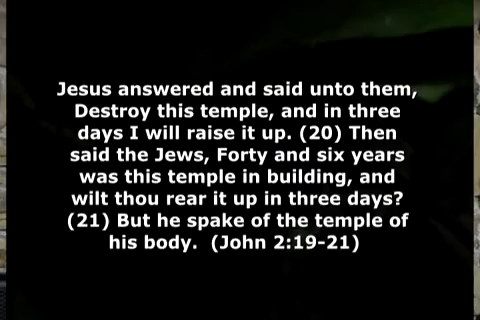 Jesus answered and said unto them,
Destroy this temple, and in three
days I will raise it up. (20) Then
said the Jews, Forty and six years
was this temple in building, and
wilt thou rear it up in three days?
(21) But he spake of the temple of
his body.  (John 2:19-21)